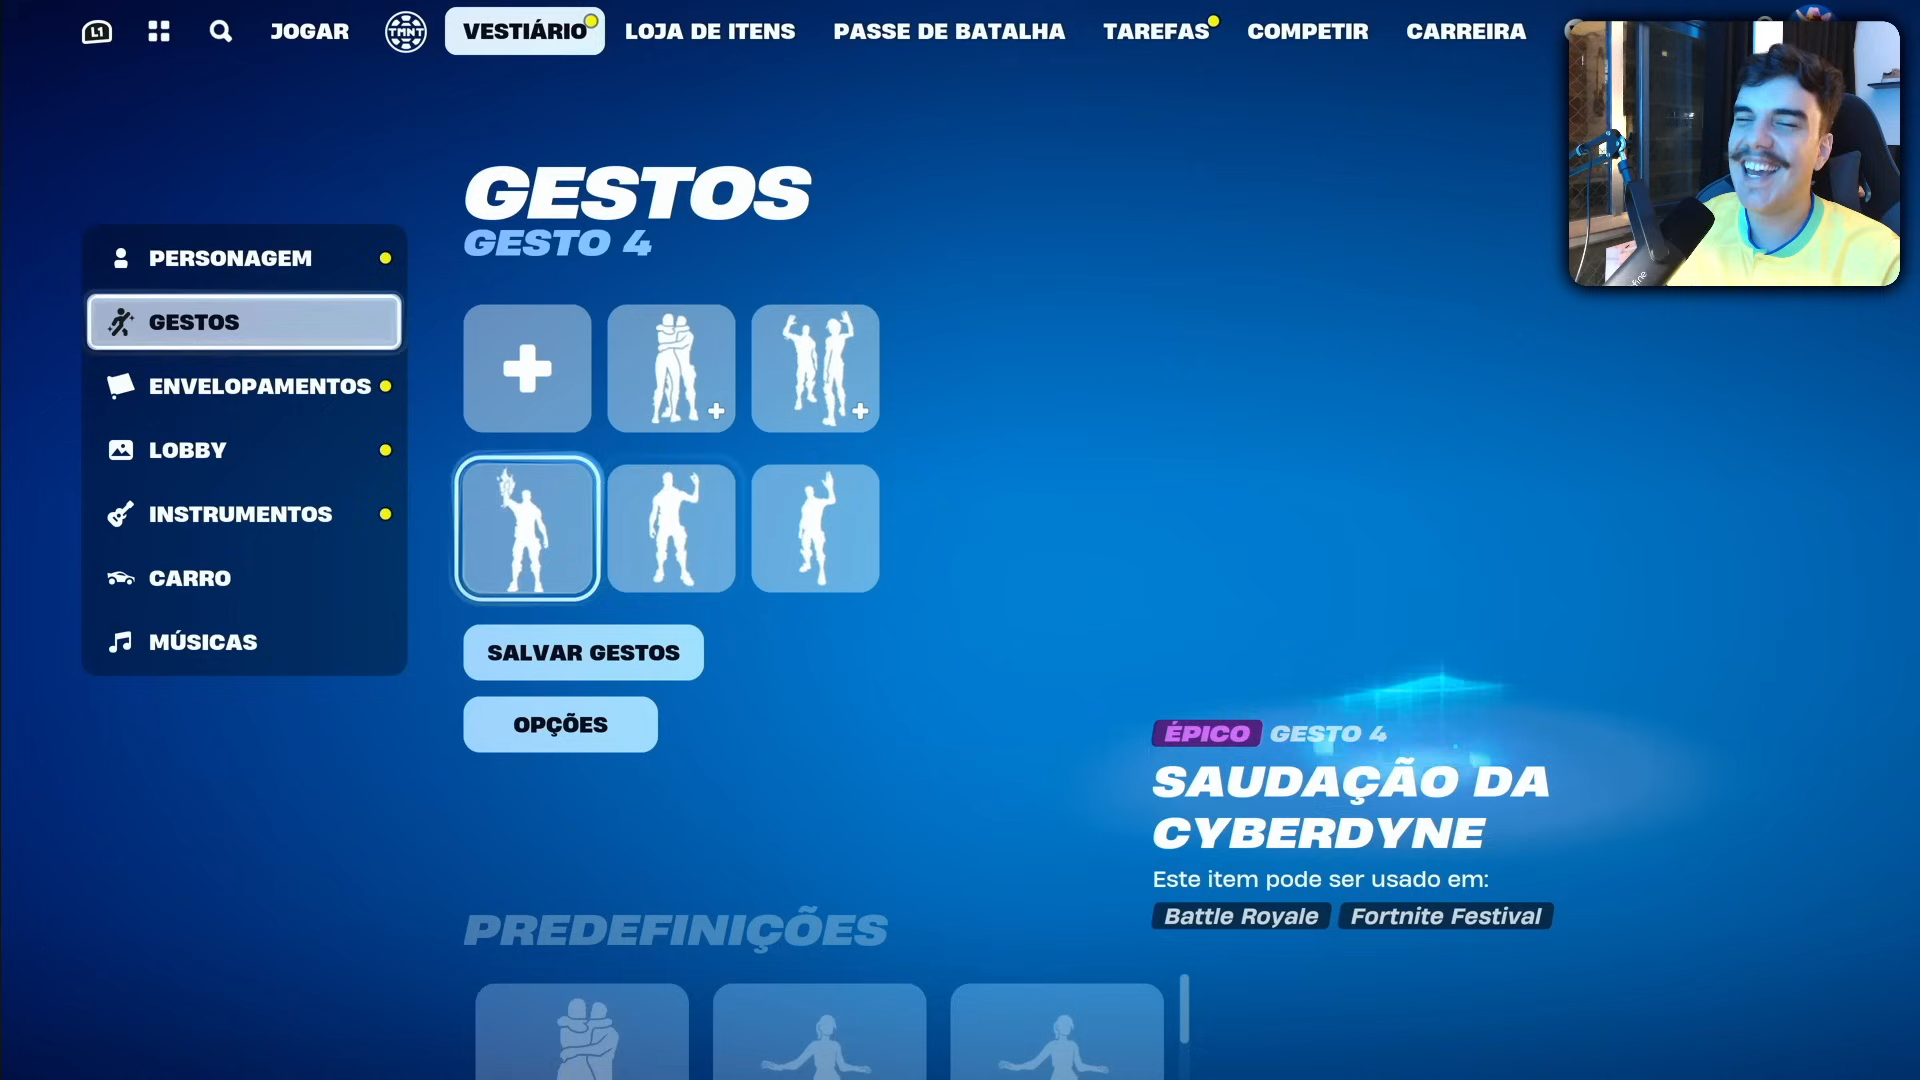 L1
JOGAR
TMNT
VESTIÁRIO
LOJA DE ITENS
PASSE DE BATALHA
TAREFAS
COMPETIR
CARREIRA
GESTOS
GESTO 4
PERSONAGEM
GESTOS
ENVELOPAMENTOS
LOBBY
INSTRUMENTOS
CARRO
MÚSICAS
SALVAR GESTOS
OPÇÕES
ÉPICO GESTO 4
SAUDAÇÃO DA
CYBERDYNE
Este item pode ser usado em:
Battle Royale Fortnite Festival
PREDEFINIÇÕES